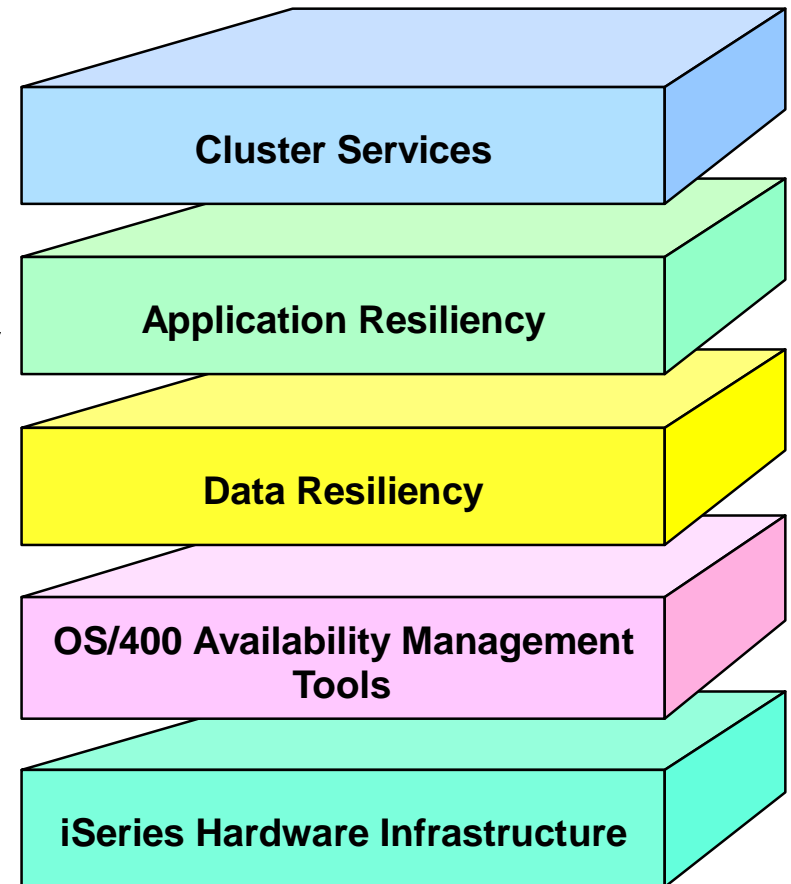 Cluster Services
Application Resiliency
Data Resiliency
OS/400 Availability Management
Tools
iSeries Hardware Infrastructure